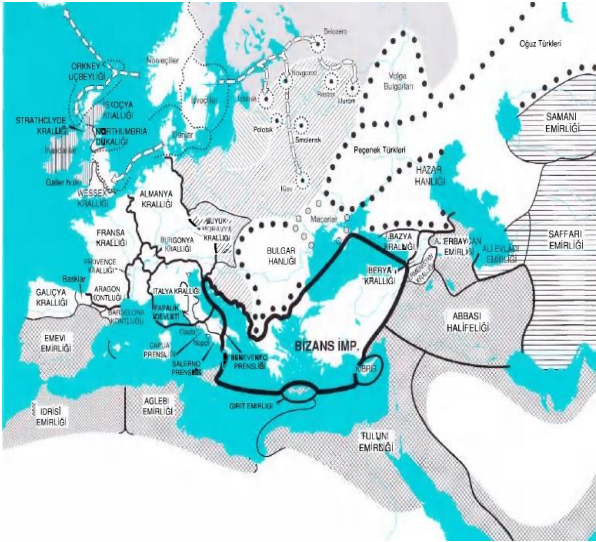 Belozero
Oğuz Türkleri
Norveçliler
ORKNEY
UÇBEYLİĞİ
Novgorod
İsveçliler
Rostov
Volga
Bulgarları
İSKOÇYA
KRALLIĞI
Murom
SAMANİ
EMİRLİĞİ
STRATHCLYDE
KRALLIĞI
NORTHUMBRIA
DÜKALIĞI
Danlar
Polotsk
Smolensk
Peçenek Türkleri
HAZAR
HANLIĞI
WESSEX
KRALLIĞI
ALMANYA
KRALLIĞI
Kiev
SAFFARİ
EMİRLİĞİ
FRANSA
KRALLIĞI
BÜYÜK
MORAVYA
KRALLIĞI
Macarlar
BULGAR
HANLIĞI
ABAZYA
KRALLIĞI
AZERBAYCAN
EMİRLİĞİ
ALİ EVLADI
EMİRLİĞİ
BURGONYA
KRALLIĞI
PROVENCE
KRALLIĞI
Basklar
GALİÇYA
KRALLIĞI
ARAGON
KONTLUĞU
İTALYA KRALLIĞI
BERYA
KRALLIĞI
BARCELONA
KONTLUĞU
PAPALIK
DEVLETİ
ABBASİ
HALİFELİĞİ
EMEVİ
EMİRLİĞİ
CAPUA
PRENSLİĞİ
Gaeta
Napoli
BENEVENTO
PRENSLİĞİ
SALERNO
PRENSLİĞİ
BİZANS İMP.
KIBRIS
İDRİSİ
EMİRLİĞİ
AGLEBİ
EMİRLİĞİ
GİRİT EMİRLİĞİ
TULUNİ
EMİRLİĞİ